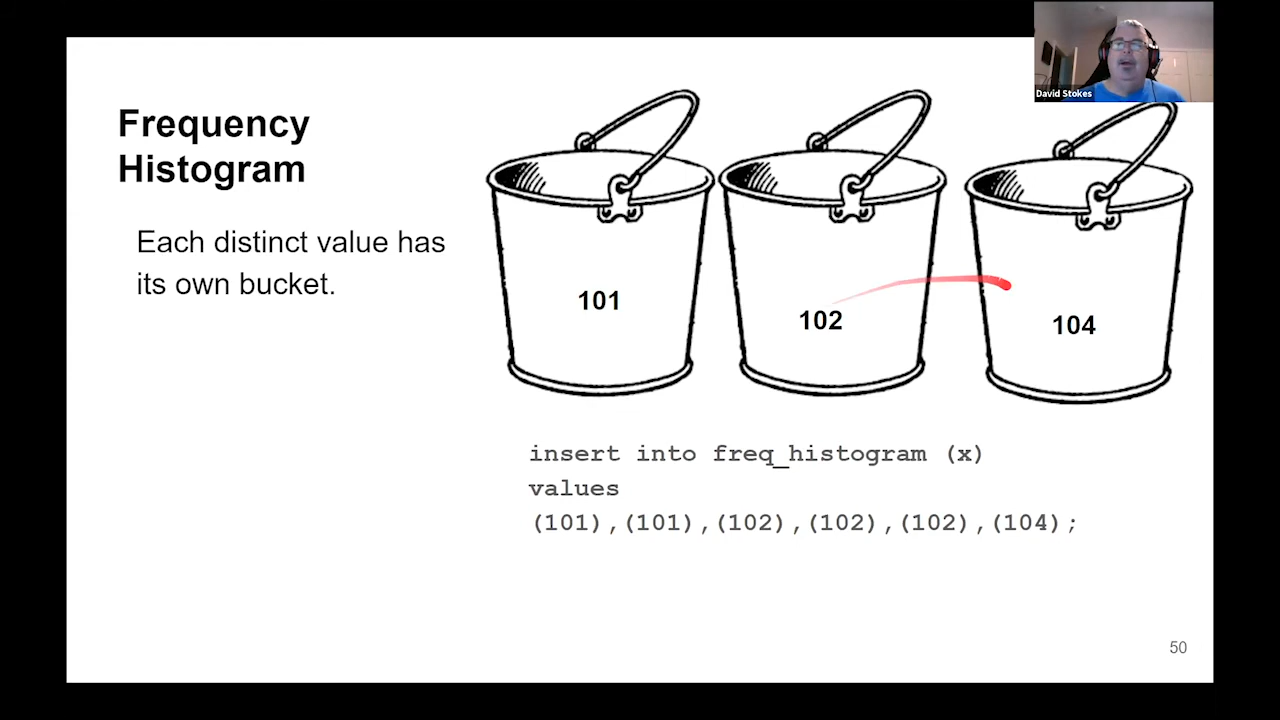 David Stokes
Frequency
Histogram
Each distinct value has
its own bucket.
101
102
104
insert into freq_histogram (x)
values
(101),(101),(102),(102),(102),(104);
50